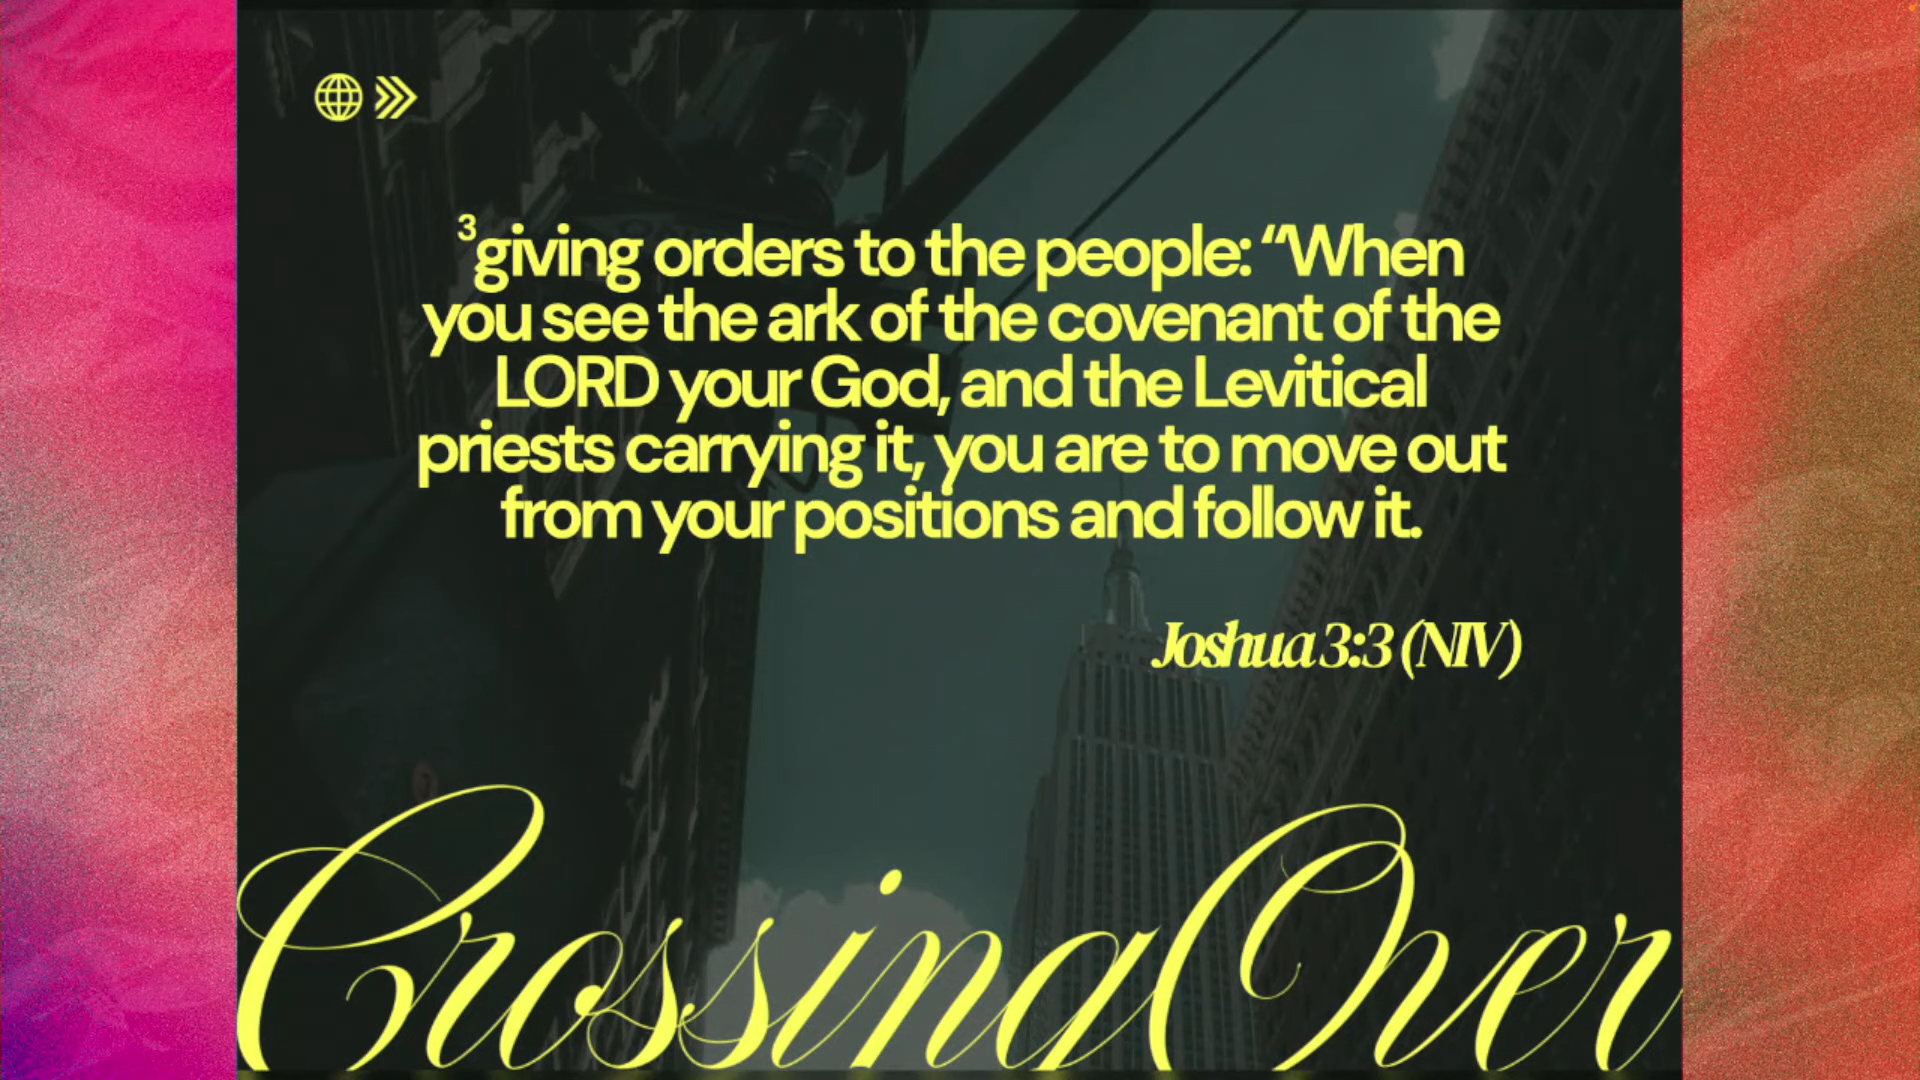 ³giving orders to the people: “When
you see the ark of the covenant of the
LORD your God, and the Levitical
priests carrying it, you are to move out
from your positions and follow it.
Joshua 3:3 (NIV)
Crossing Over